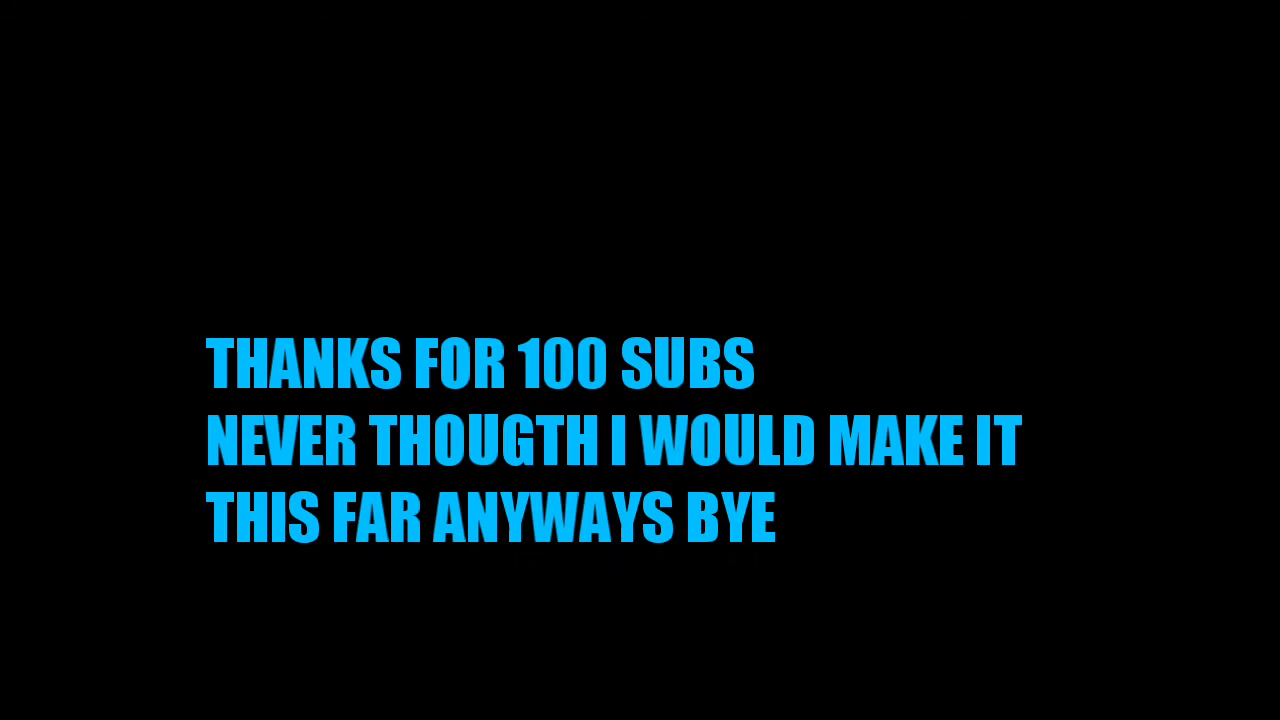 THANKS FOR 100 SUBS
NEVER THOUGTH I WOULD MAKE IT
THIS FAR ANYWAYS BYE